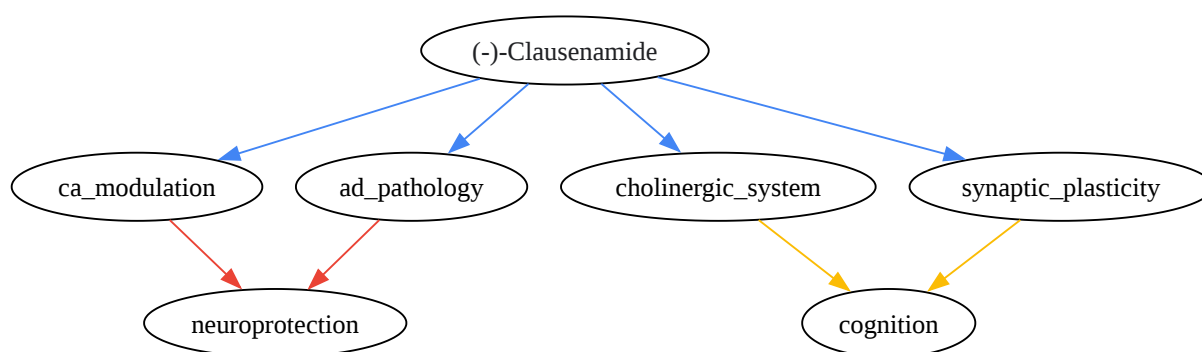 (-)-Clausenamide
ca_modulation
ad_pathology
cholinergic_system
synaptic_plasticity
neuroprotection
cognition